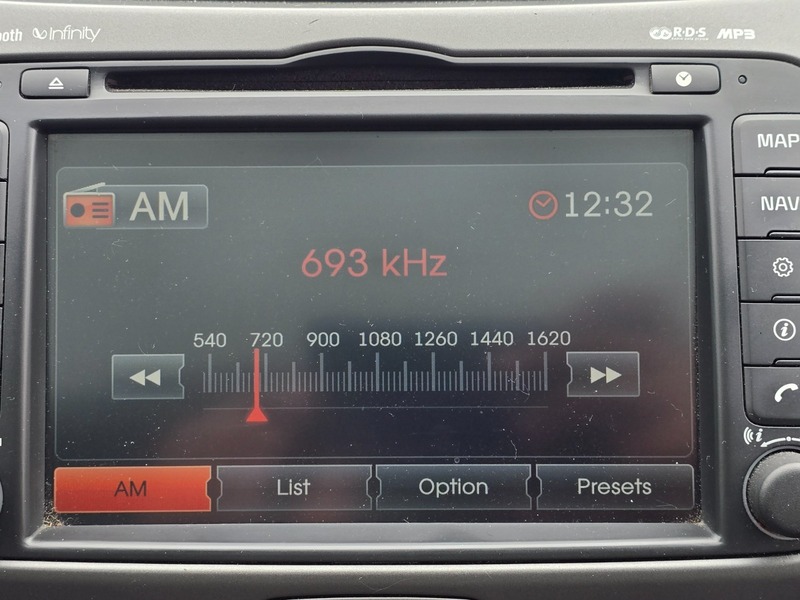 ooth Infinity R·D·S MP3
MAP
NAV
AM 12:32
693 kHz
540 720 900 1080 1260 1440 1620
AM List Option Presets